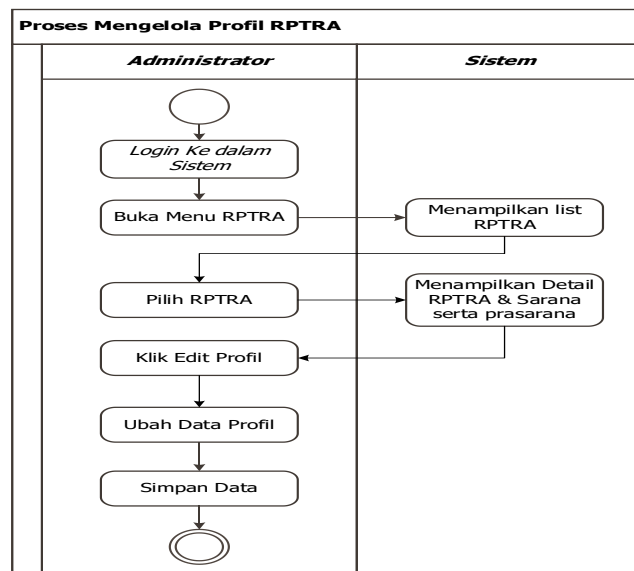 Proses Mengelola Profil RPTRA
Administrator
Sistem
Login Ke dalam
Sistem
Buka Menu RPTRA
Menampilkan list
RPTRA
Pilih RPTRA
Menampilkan Detail
RPTRA & Sarana
serta prasarana
Klik Edit Profil
Ubah Data Profil
Simpan Data